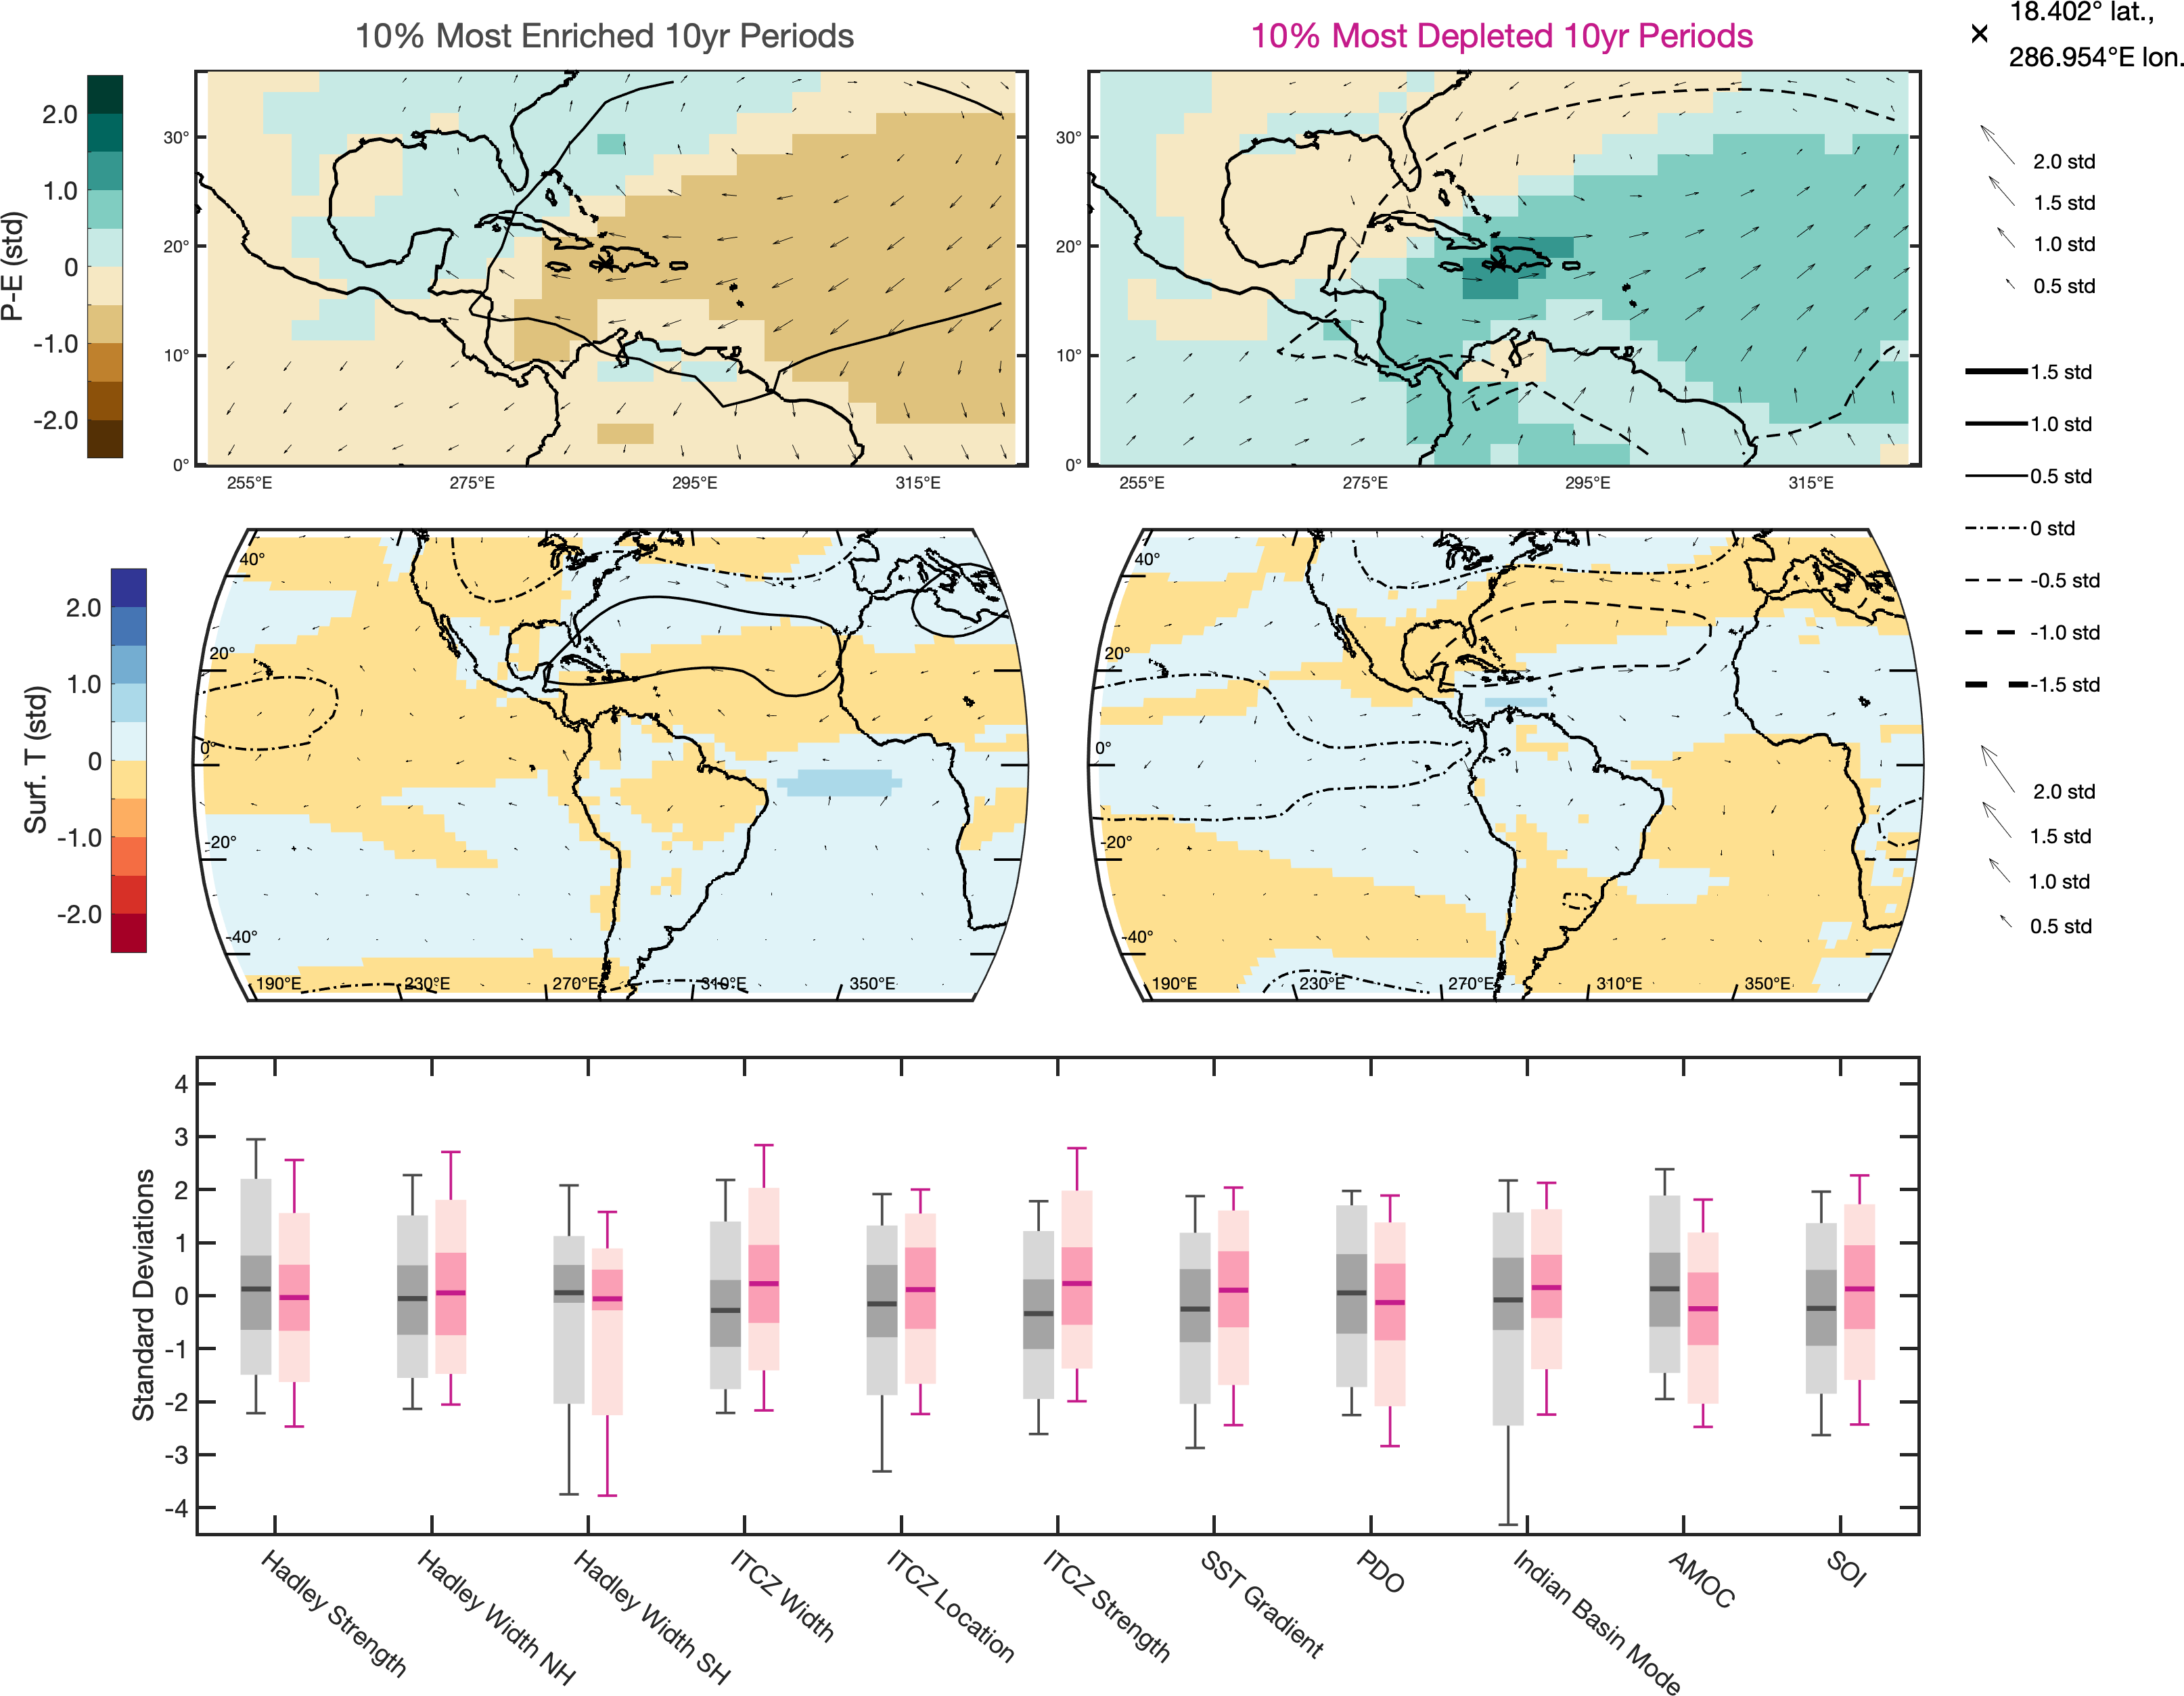 10% Most Enriched 10yr Periods
10% Most Depleted 10yr Periods
18.402° lat.,
286.954°E lon.
P-E (std)
2.0
1.0
0
-1.0
-2.0
30°
20°
10°
0°
255°E
275°E
295°E
315°E
30°
20°
10°
0°
255°E
275°E
295°E
315°E
2.0 std
1.5 std
1.0 std
0.5 std
1.5 std
1.0 std
0.5 std
0 std
-0.5 std
-1.0 std
-1.5 std
Surf. T (std)
2.0
1.0
0
-1.0
-2.0
40°
20°
0°
-20°
-40°
190°E
230°E
270°E
310°E
350°E
40°
20°
0°
-20°
-40°
190°E
230°E
270°E
310°E
350°E
2.0 std
1.5 std
1.0 std
0.5 std
Standard Deviations
4
3
2
1
0
-1
-2
-3
-4
Hadley Strength
Hadley Width NH
Hadley Width SH
ITCZ Width
ITCZ Location
ITCZ Strength
SST Gradient
PDO
Indian Basin Mode
AMOC
SOI